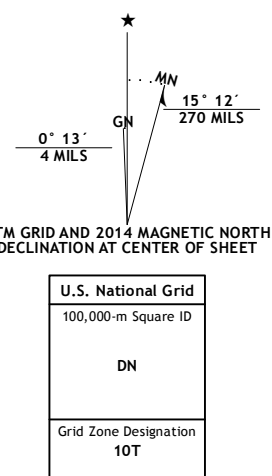 ★
MN
GN
15° 12´
270 MILS
0° 13´
4 MILS
TM GRID AND 2014 MAGNETIC NORTH
DECLINATION AT CENTER OF SHEET
U.S. National Grid
100,000-m Square ID
DN
Grid Zone Designation
10T